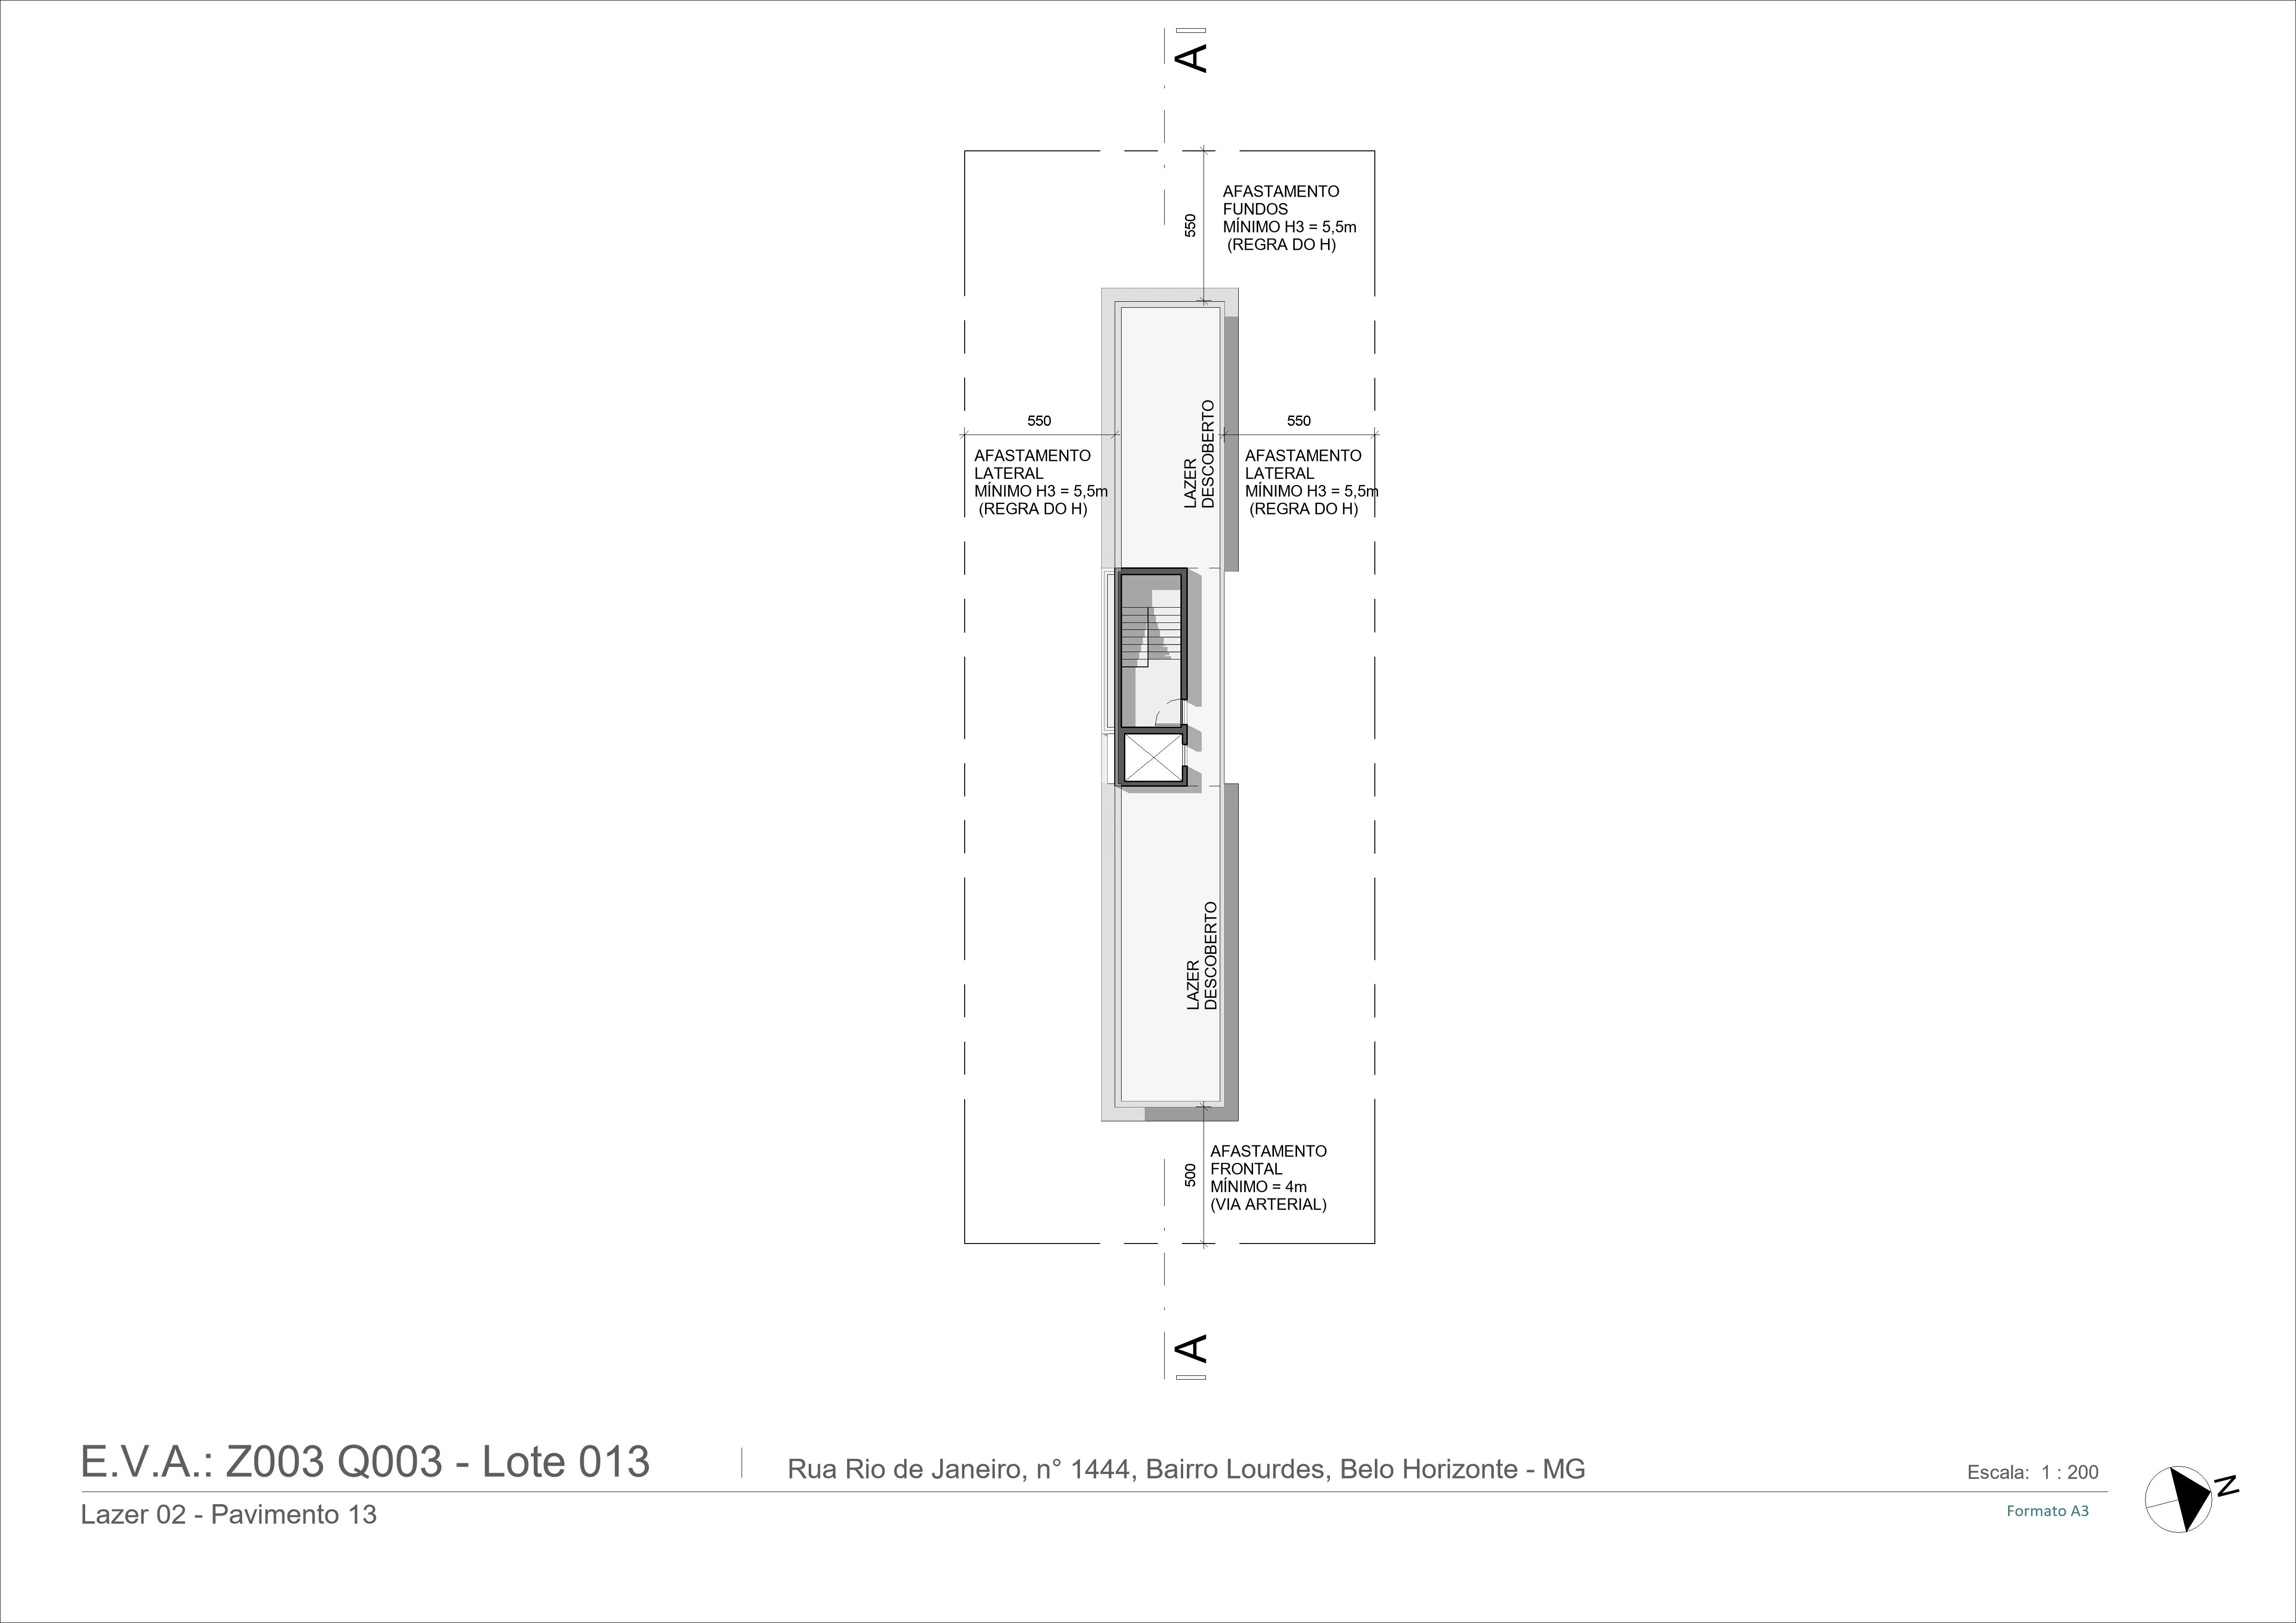 A
AFASTAMENTO
FUNDOS
MÍNIMO H3 = 5,5m
(REGRA DO H)
550
550
550
AFASTAMENTO
LATERAL
MÍNIMO H3 = 5,5m
(REGRA DO H)
LAZER
DESCOBERTO
AFASTAMENTO
LATERAL
MÍNIMO H3 = 5,5m
(REGRA DO H)
LAZER
DESCOBERTO
500
AFASTAMENTO
FRONTAL
MÍNIMO = 4m
(VIA ARTERIAL)
A
E.V.A.: Z003 Q003 - Lote 013
Rua Rio de Janeiro, n° 1444, Bairro Lourdes, Belo Horizonte - MG
Escala: 1 : 200
Lazer 02 - Pavimento 13
Formato A3
N